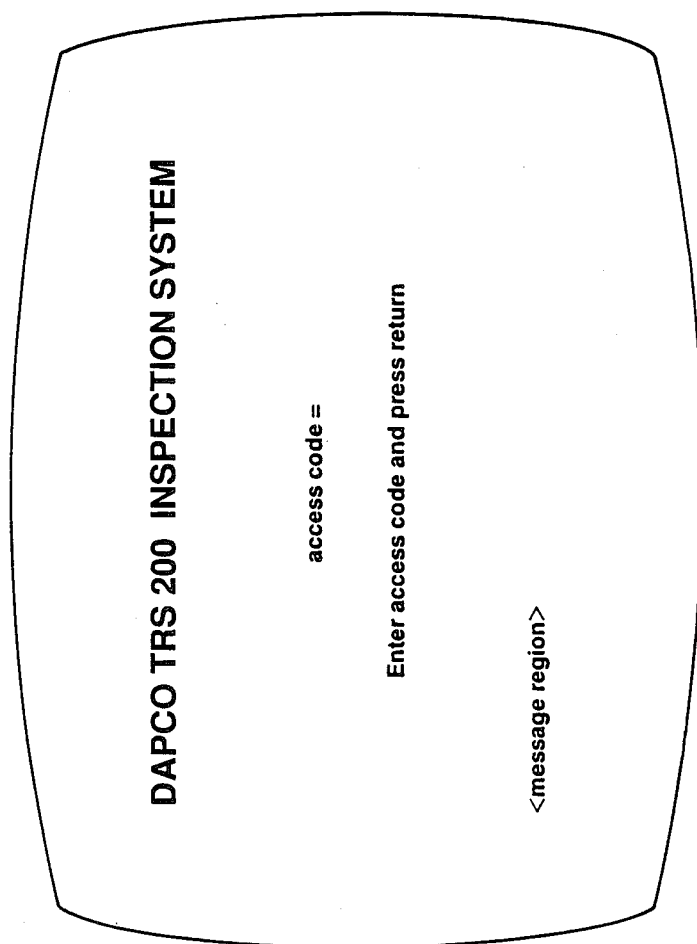 DAPCO TRS 200 INSPECTION SYSTEM
access code =
Enter access code and press return
<message region>